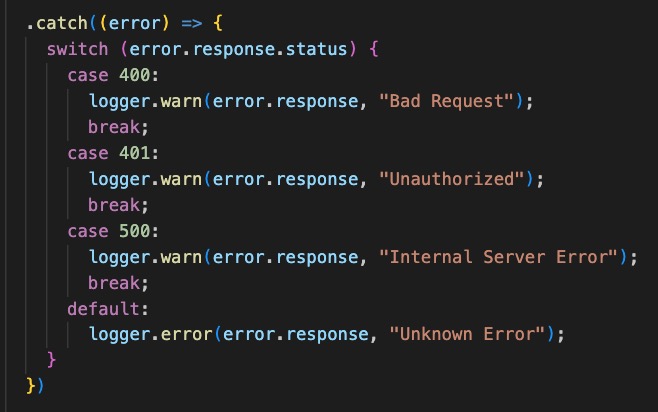 .catch((error) => {
  switch (error.response.status) {
    case 400:
      logger.warn(error.response, "Bad Request");
      break;
    case 401:
      logger.warn(error.response, "Unauthorized");
      break;
    case 500:
      logger.warn(error.response, "Internal Server Error");
      break;
    default:
      logger.error(error.response, "Unknown Error");
  }
})